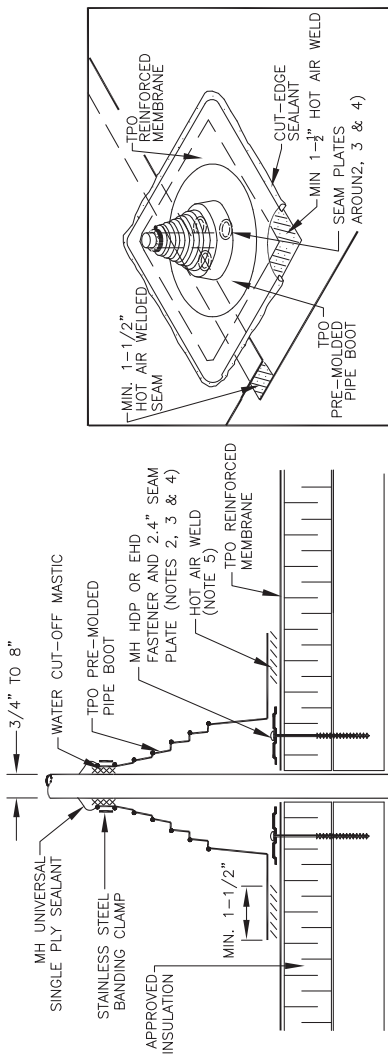 3/4" TO 8"
MH UNIVERSAL
SINGLE PLY SEALANT
STAINLESS STEEL
BANDING CLAMP
MIN. 1-1/2"
APPROVED
INSULATION
WATER CUT-OFF MASTIC
TPO PRE-MOLDED
PIPE BOOT
MH HDP OR EHD
FASTENER AND 2.4" SEAM
PLATE (NOTES 2, 3 & 4)
HOT AIR WELD
(NOTE 5)
TPO REINFORCED
MEMBRANE
MIN. 1-1/2"
HOT AIR WELDED
SEAM
TPO
REINFORCED
MEMBRANE
CUT-EDGE
SEALANT
MIN 1-1/2" HOT AIR WELD
SEAM PLATES
AROUN2, 3 & 4)
TPO
PRE-MOLDED
PIPE BOOT